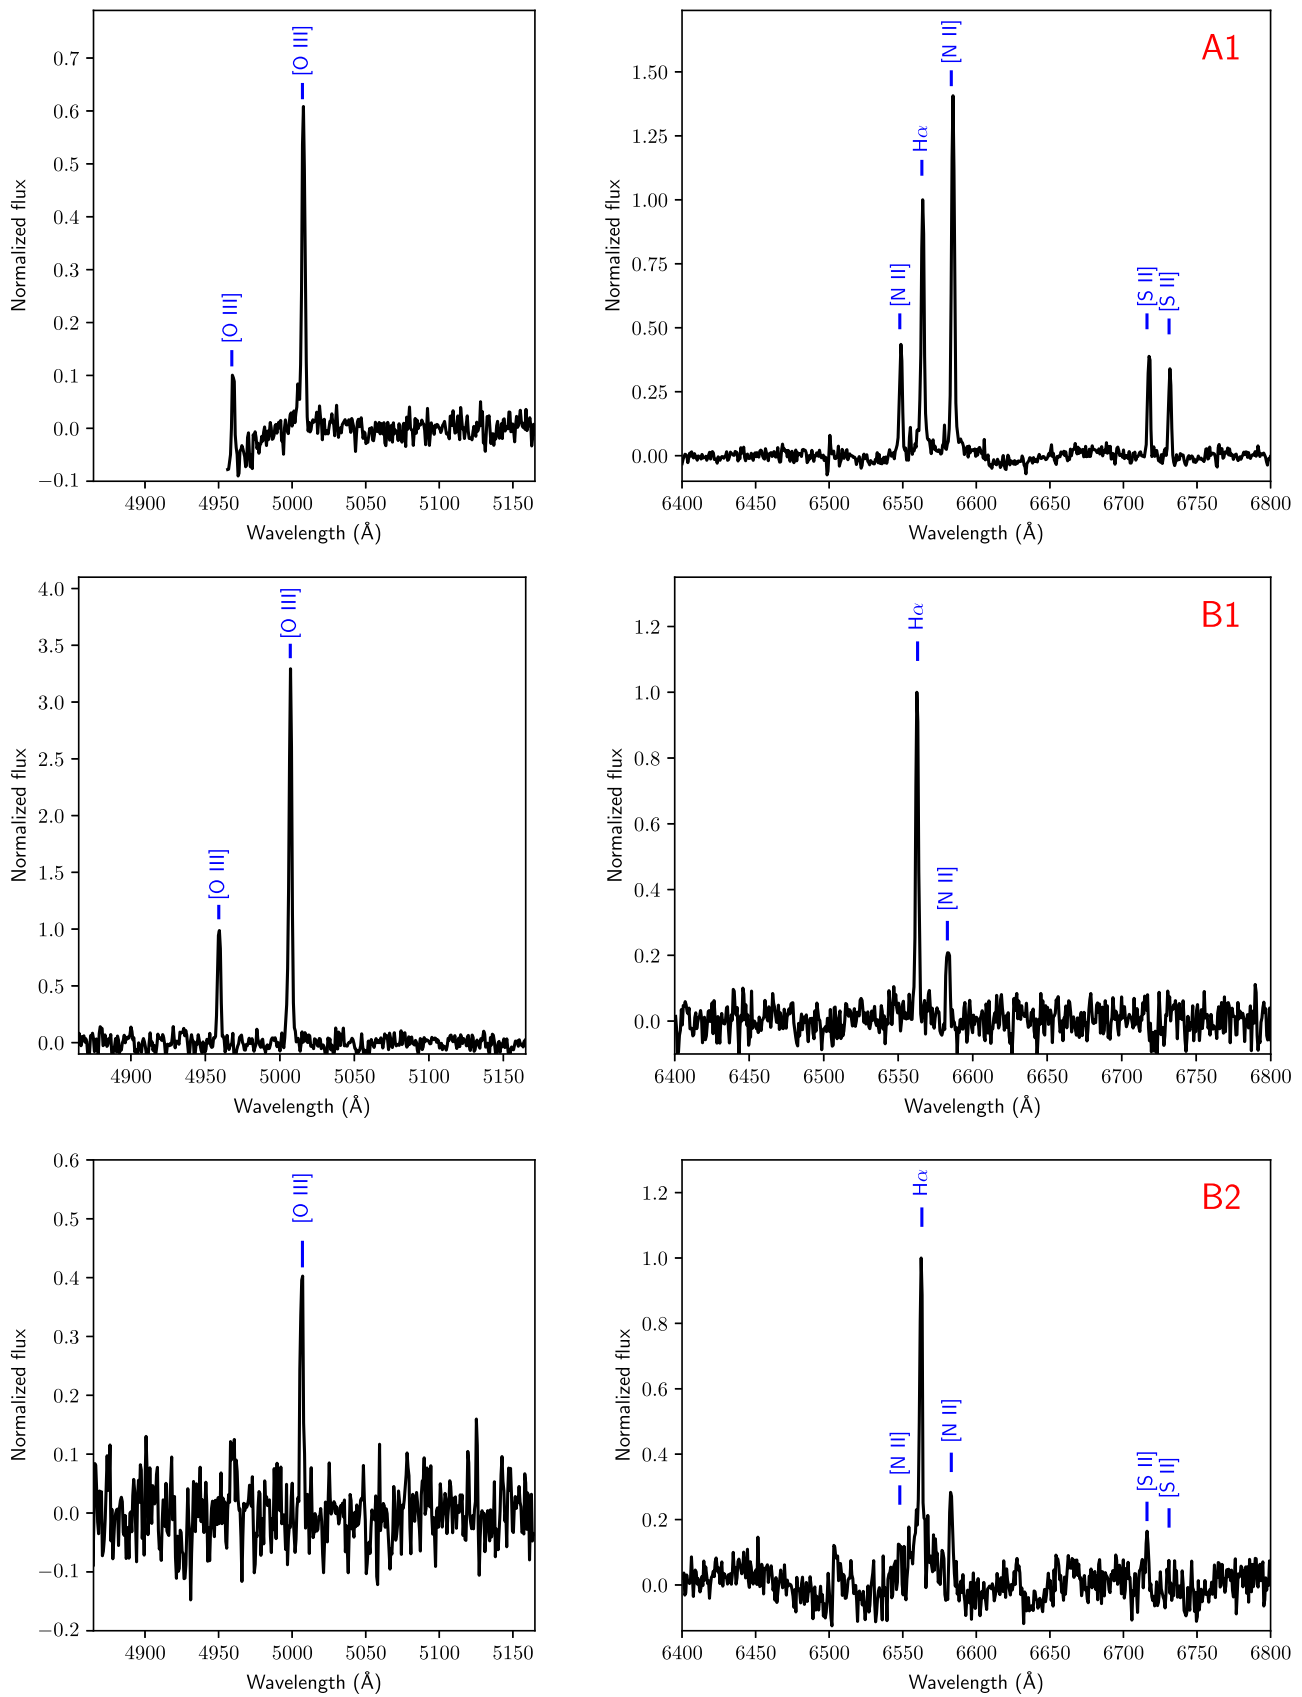 [O III]
[O III]
0.7
0.6
0.5
0.4
0.3
0.2
0.1
0.0
−0.1
Normalized flux
4900 4950 5000 5050 5100 5150
Wavelength (Å)
A1
[N II]
Hα
[N II]
[S II]
[S II]
1.50
1.25
1.00
0.75
0.50
0.25
0.00
Normalized flux
6400 6450 6500 6550 6600 6650 6700 6750 6800
Wavelength (Å)
[O III]
[O III]
4.0
3.5
3.0
2.5
2.0
1.5
1.0
0.5
0.0
Normalized flux
4900 4950 5000 5050 5100 5150
Wavelength (Å)
B1
Hα
[N II]
1.2
1.0
0.8
0.6
0.4
0.2
0.0
Normalized flux
6400 6450 6500 6550 6600 6650 6700 6750 6800
Wavelength (Å)
[O III]
0.6
0.5
0.4
0.3
0.2
0.1
0.0
−0.1
−0.2
Normalized flux
4900 4950 5000 5050 5100 5150
Wavelength (Å)
B2
Hα
[N II]
[N II]
[S II]
[S II]
1.2
1.0
0.8
0.6
0.4
0.2
0.0
Normalized flux
6400 6450 6500 6550 6600 6650 6700 6750 6800
Wavelength (Å)